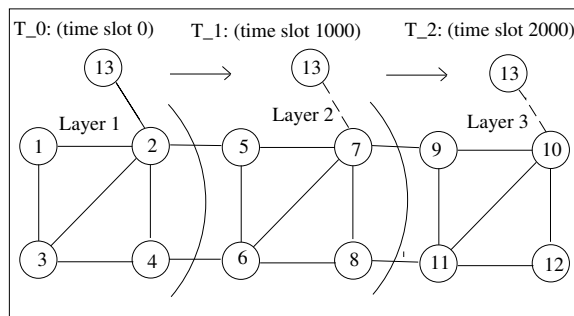 T_0: (time slot 0) T_1: (time slot 1000) T_2: (time slot 2000)
13 13 13
Layer 1 Layer 2 Layer 3
1 2 5 7 9 10
3 4 6 8 11 12